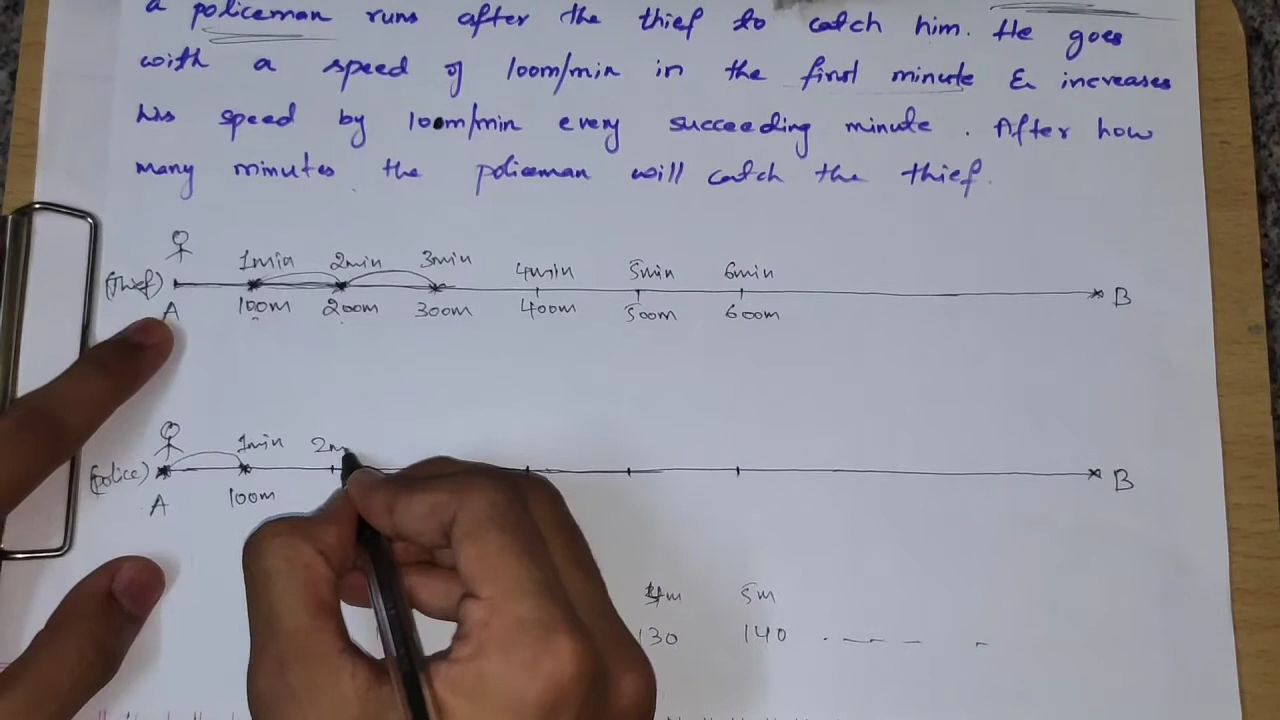 a policeman runs after the thief to catch him. He goes
with a speed of 100m/min in the first minute & increases
his speed by 100m/min every succeeding minute. After how
many minutes the policeman will catch the thief.
1min 2min 3min 4min 5min 6min
(Thief)
A 100m 200m 300m 400m 500m 600m B
1min
(police) B
A 100m
4m 5m
130 140 . - - - -